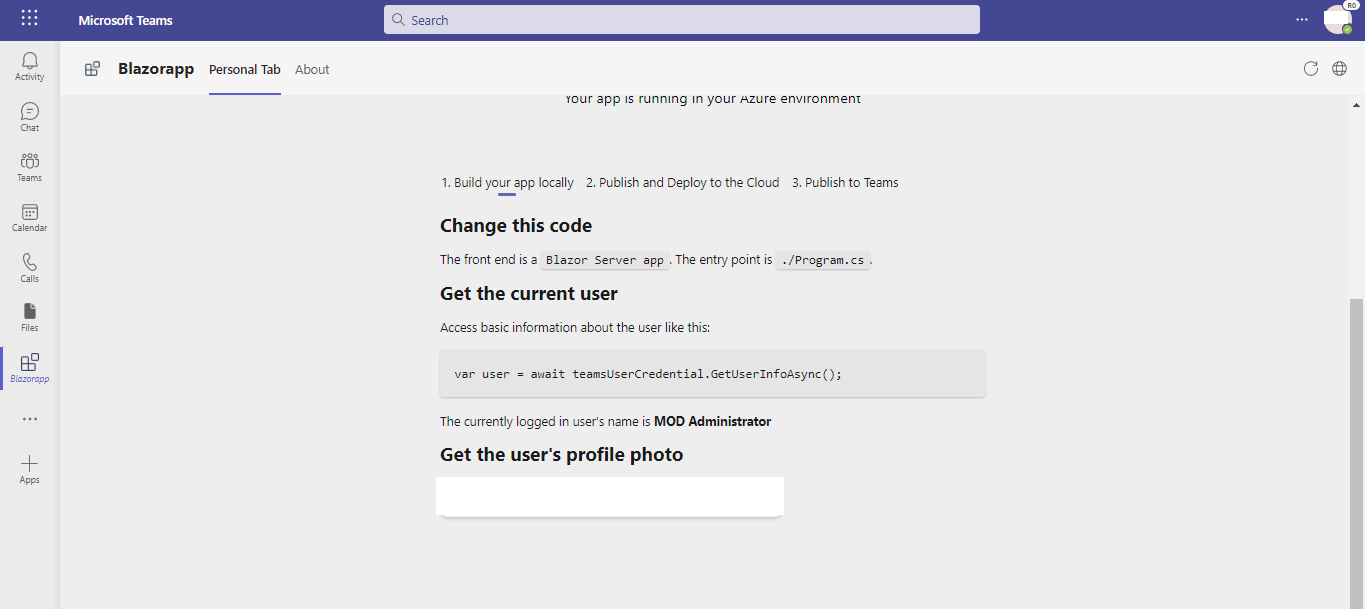 Microsoft Teams
Search
RO
Activity
Chat
Teams
Calendar
Calls
Files
Blazorapp
Apps
Blazorapp Personal Tab About
Your app is running in your Azure environment
1. Build your app locally 2. Publish and Deploy to the Cloud 3. Publish to Teams
Change this code
The front end is a Blazor Server app. The entry point is ./Program.cs.
Get the current user
Access basic information about the user like this:
var user = await teamsUserCredential.GetUserInfoAsync();
The currently logged in user's name is MOD Administrator
Get the user's profile photo